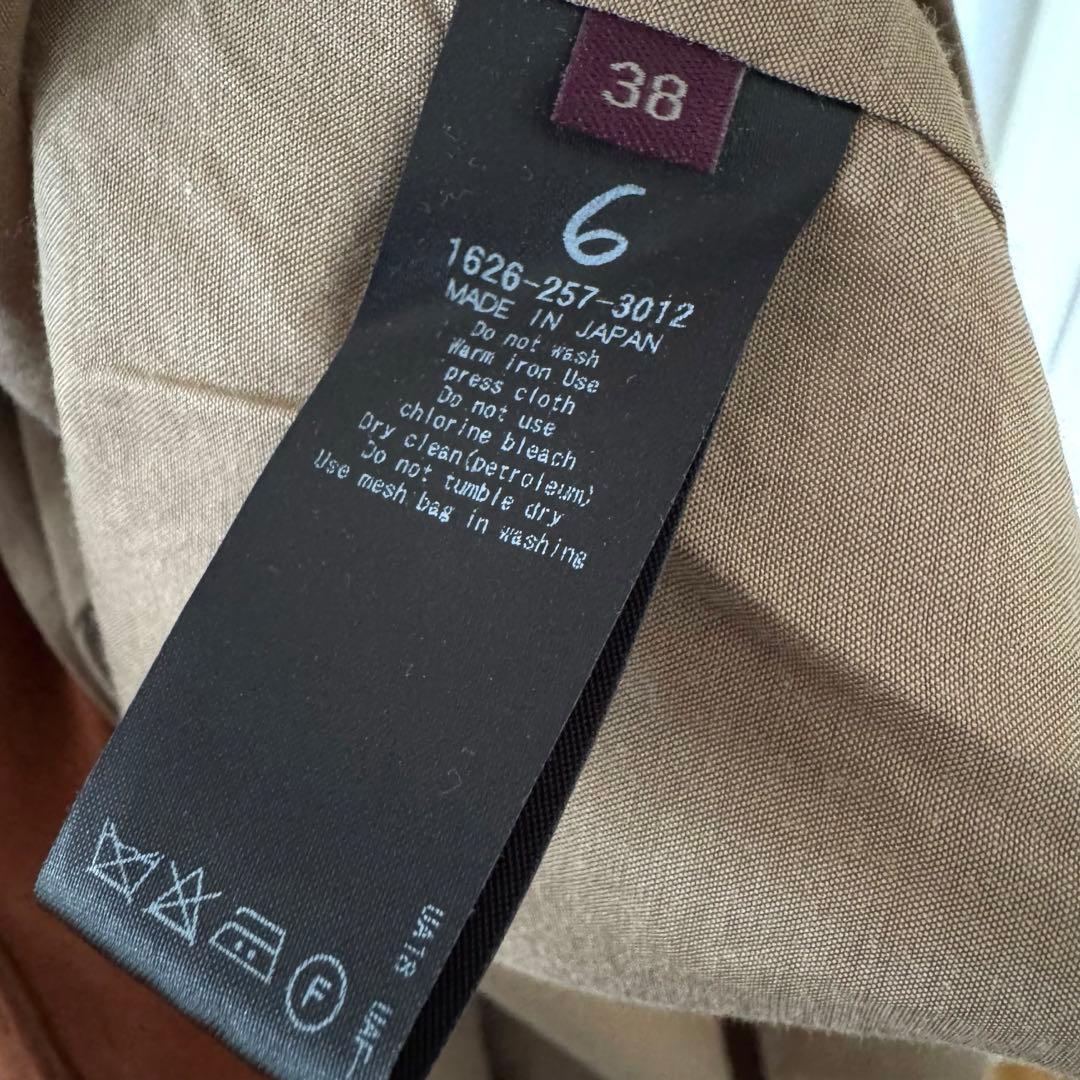 38
6
1626-257-3012
MADE IN JAPAN
Do not wash
Warm iron Use
press cloth
Do not use
chlorine bleach
Dry clean(petroleum)
Do not tumble dry
Use mesh bag in washing
F
UA18